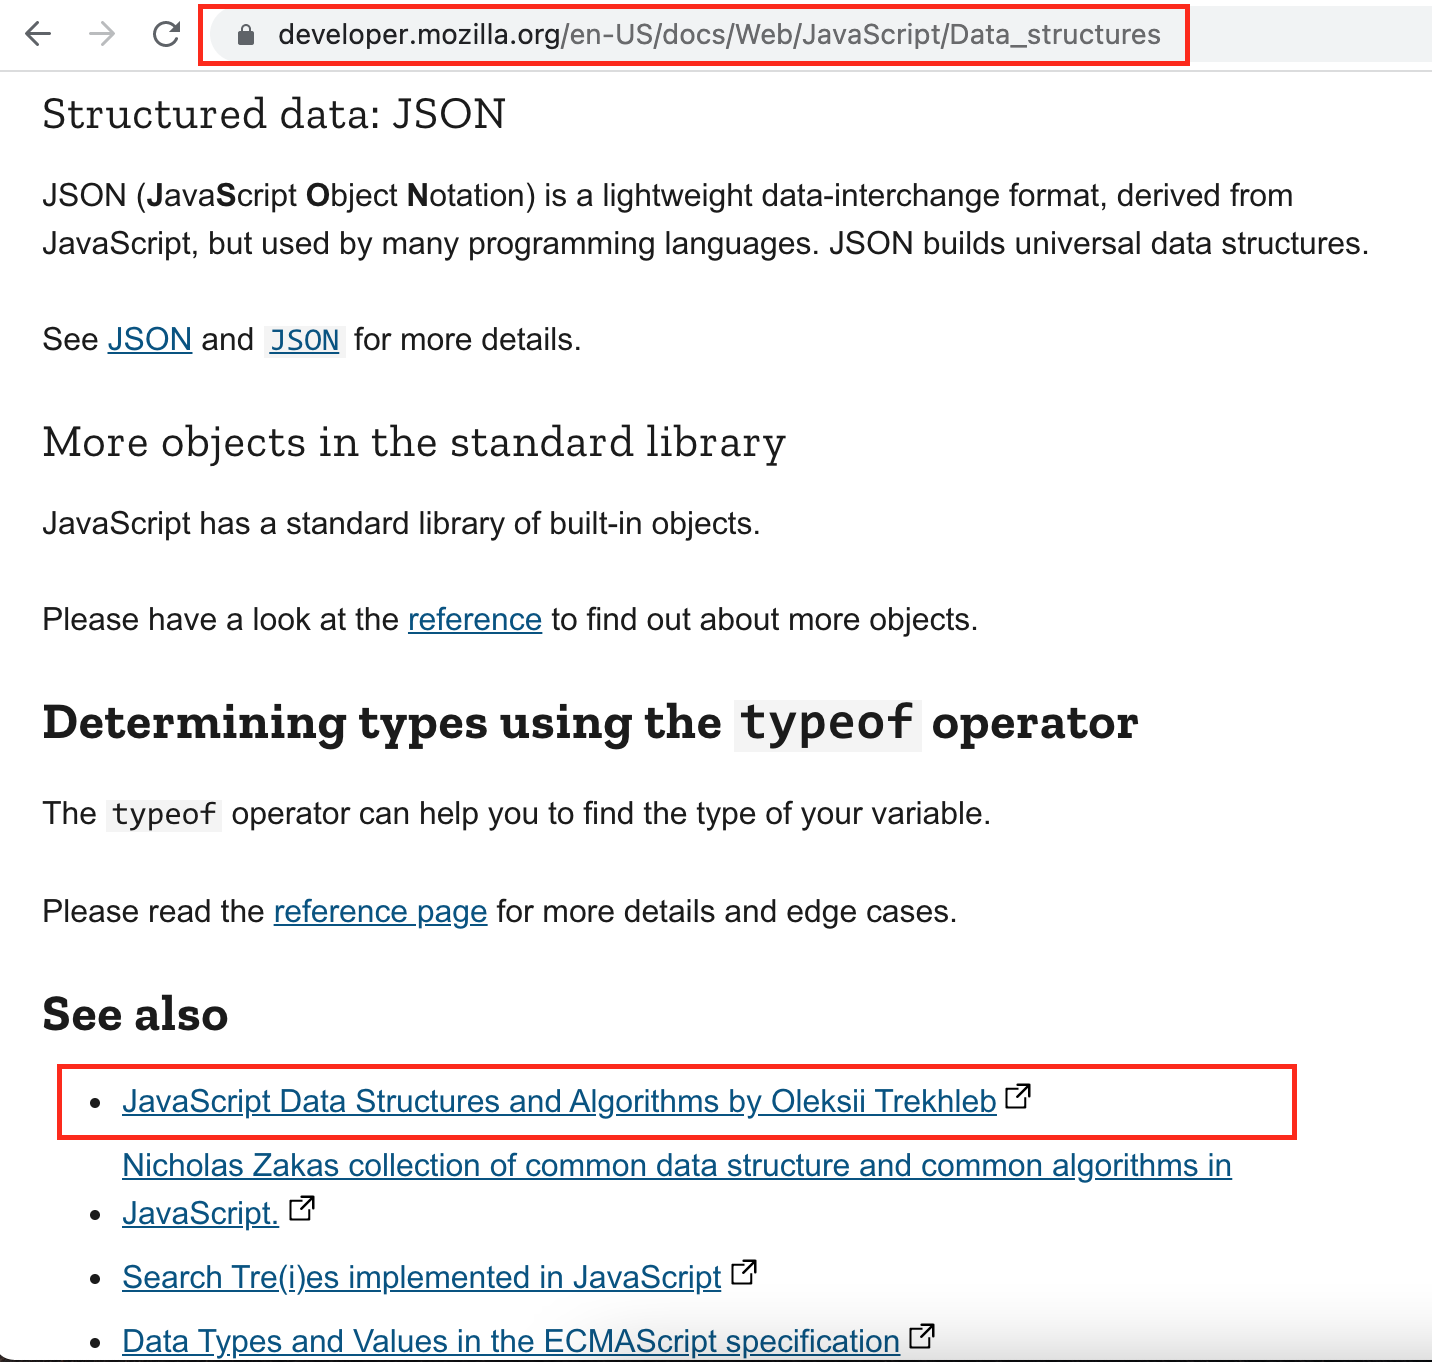 developer.mozilla.org/en-US/docs/Web/JavaScript/Data_structures
Structured data: JSON
JSON (JavaScript Object Notation) is a lightweight data-interchange format, derived from
JavaScript, but used by many programming languages. JSON builds universal data structures.
See JSON and JSON for more details.
More objects in the standard library
JavaScript has a standard library of built-in objects.
Please have a look at the reference to find out about more objects.
Determining types using the typeof operator
The typeof operator can help you to find the type of your variable.
Please read the reference page for more details and edge cases.
See also
• JavaScript Data Structures and Algorithms by Oleksii Trekhleb
Nicholas Zakas collection of common data structure and common algorithms in
• JavaScript.
• Search Tre(i)es implemented in JavaScript
• Data Types and Values in the ECMAScript specification